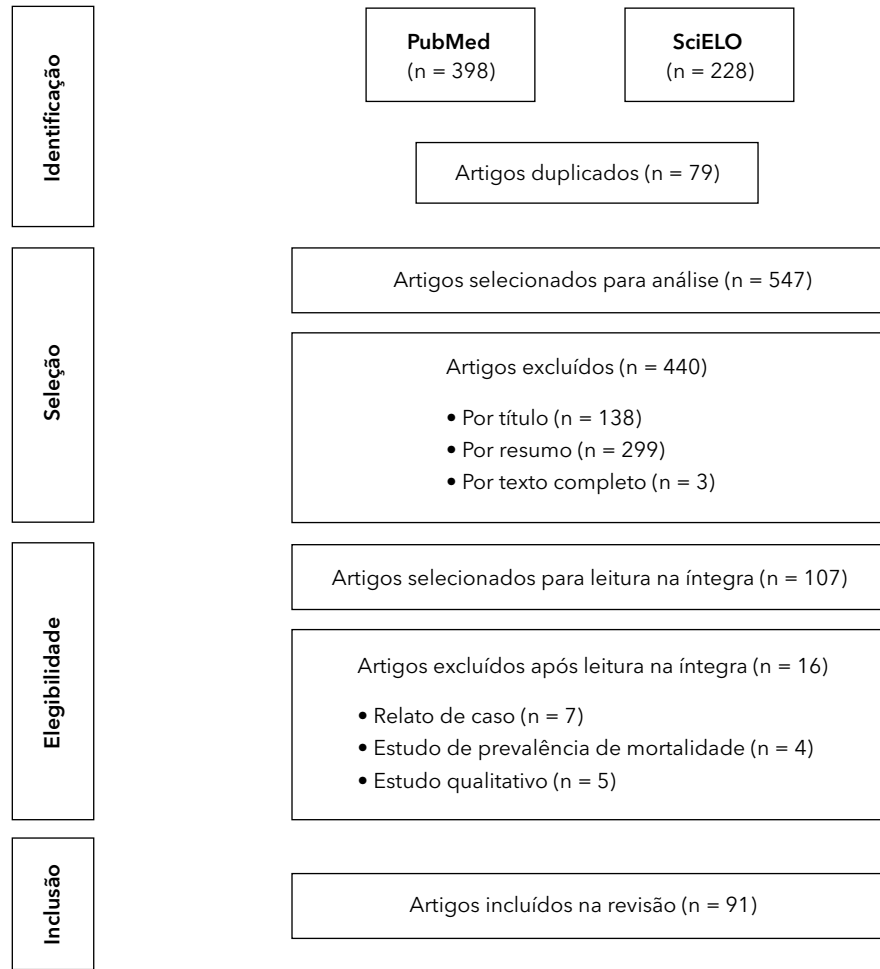 Identificação
PubMed
(n = 398)
SciELO
(n = 228)
Artigos duplicados (n = 79)
Seleção
Artigos selecionados para análise (n = 547)
Artigos excluídos (n = 440)
• Por título (n = 138)
• Por resumo (n = 299)
• Por texto completo (n = 3)
Elegibilidade
Artigos selecionados para leitura na íntegra (n = 107)
Artigos excluídos após leitura na íntegra (n = 16)
• Relato de caso (n = 7)
• Estudo de prevalência de mortalidade (n = 4)
• Estudo qualitativo (n = 5)
Inclusão
Artigos incluídos na revisão (n = 91)